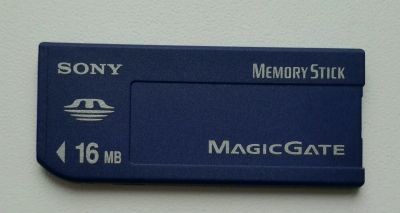 SONY
MEMORY STICK
16 MB
MAGICGATE